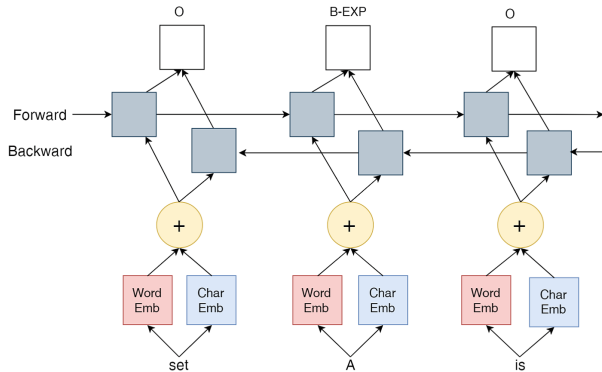 O
B-EXP
O
Forward
Backward
+
+
+
Word
Emb
Char
Emb
Word
Emb
Char
Emb
Word
Emb
Char
Emb
set
A
is